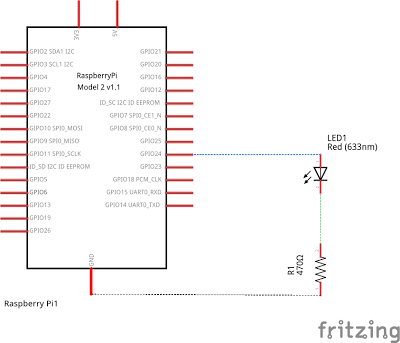 3V3
5V
GPIO2 SDA1 I2C
GPIO3 SCL1 I2C
GPIO4
GPIO17
GPIO27
GPIO22
GPIO10 SPI0_MOSI
GPIO9 SPI0_MISO
GPIO11 SPI0_SCLK
ID_SD I2C ID EEPROM
GPIO5
GPIO6
GPIO13
GPIO19
GPIO26
RaspberryPi
Model 2 v1.1
GPIO21
GPIO20
GPIO16
GPIO12
ID_SC I2C ID EEPROM
GPIO7 SPI0_CE1_N
GPIO8 SPI0_CE0_N
GPIO25
GPIO24
GPIO23
GPIO18 PCM_CLK
GPIO15 UART0_RXD
GPIO14 UART0_TXD
GND
LED1
Red (633nm)
R1
470Ω
Raspberry Pi1
fritzing